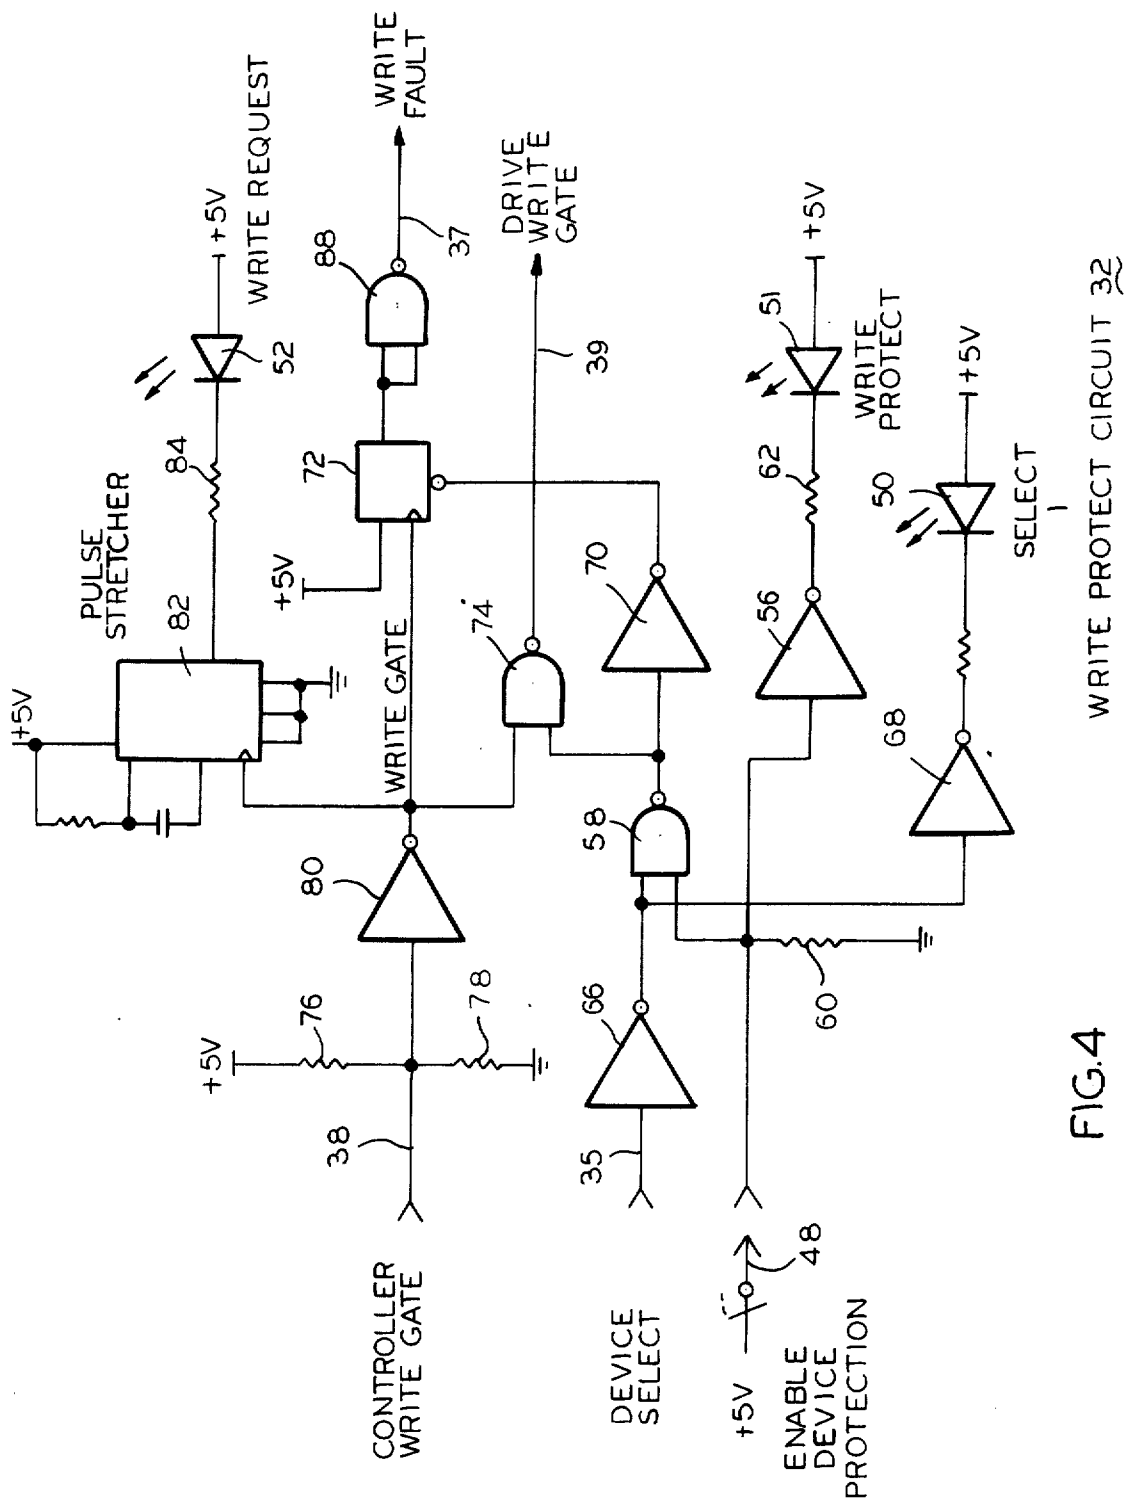 +5V
PULSE
STRETCHER
82
84
52
+5V
WRITE REQUEST
+5V
76
78
38
CONTROLLER
WRITE GATE
80
WRITE GATE
+5V
72
88
37
WRITE
FAULT
74
39
DRIVE
WRITE
GATE
DEVICE
SELECT
35
66
58
70
+5V
48
ENABLE
DEVICE
PROTECTION
60
56
62
51
+5V
WRITE
PROTECT
68
50
+5V
SELECT
1
WRITE PROTECT CIRCUIT 32
FIG.4